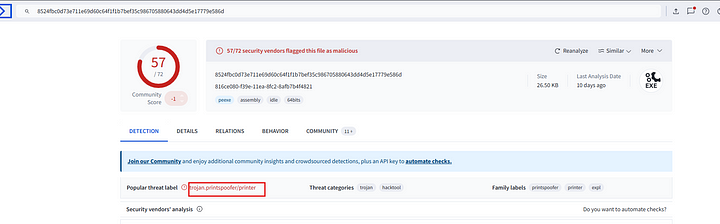 8524fbc0d73e711e69d60c64f1f1b7bef35c986705880643dd4d5e17779e586d
57
/ 72
Community
Score
-1
57/72 security vendors flagged this file as malicious
Reanalyze
Similar
More
8524fbc0d73e711e69d60c64f1f1b7bef35c986705880643dd4d5e17779e586d
816ce080-f39e-11ea-8fc2-8afb7b4f4821
peexe assembly idle 64bits
Size
26.50 KB
Last Analysis Date
10 days ago
EXE
DETECTION DETAILS RELATIONS BEHAVIOR COMMUNITY 11+
Join our Community and enjoy additional community insights and crowdsourced detections, plus an API key to automate checks.
Popular threat label trojan.printspoofer/printer
Threat categories trojan hacktool
Family labels printspoofer printer expl
Security vendors' analysis
Do you want to automate checks?